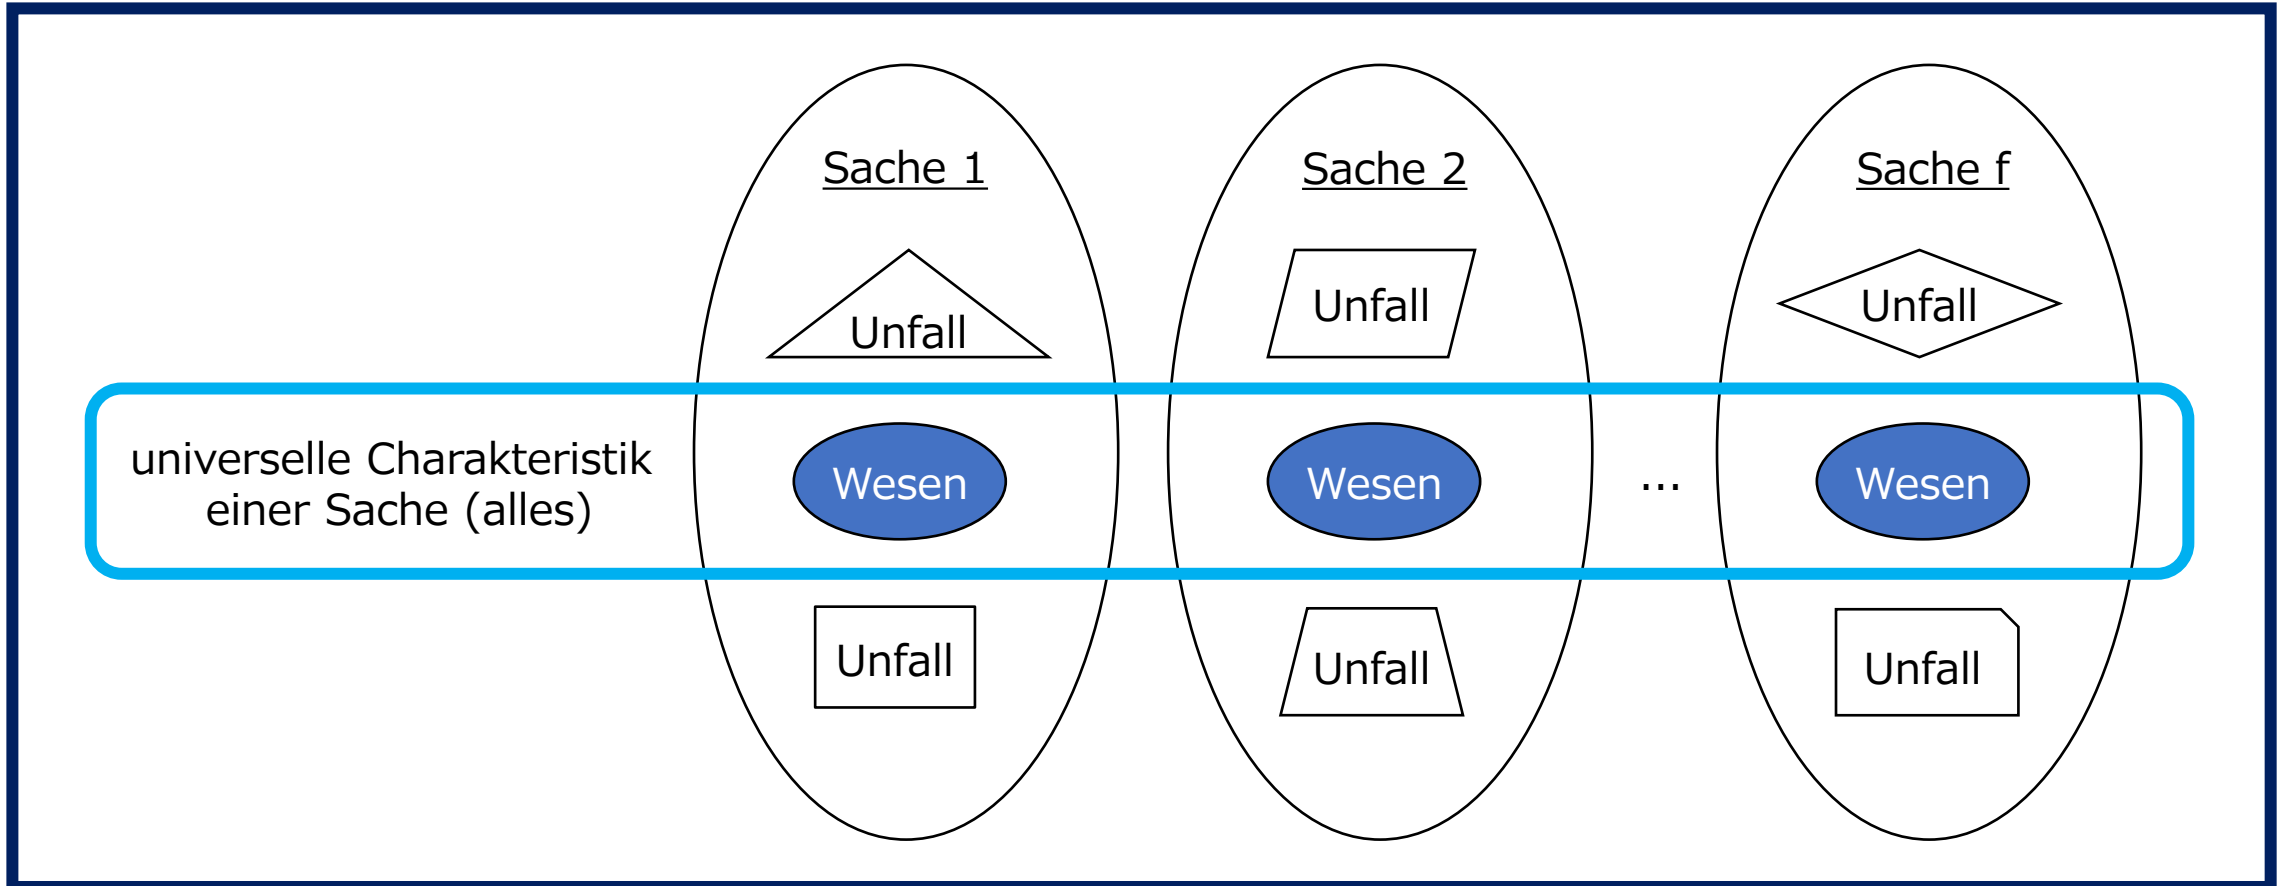 Sache 1
Sache 2
Sache f
Unfall
Unfall
Unfall
universelle Charakteristik
einer Sache (alles)
Wesen
Wesen
...
Wesen
Unfall
Unfall
Unfall